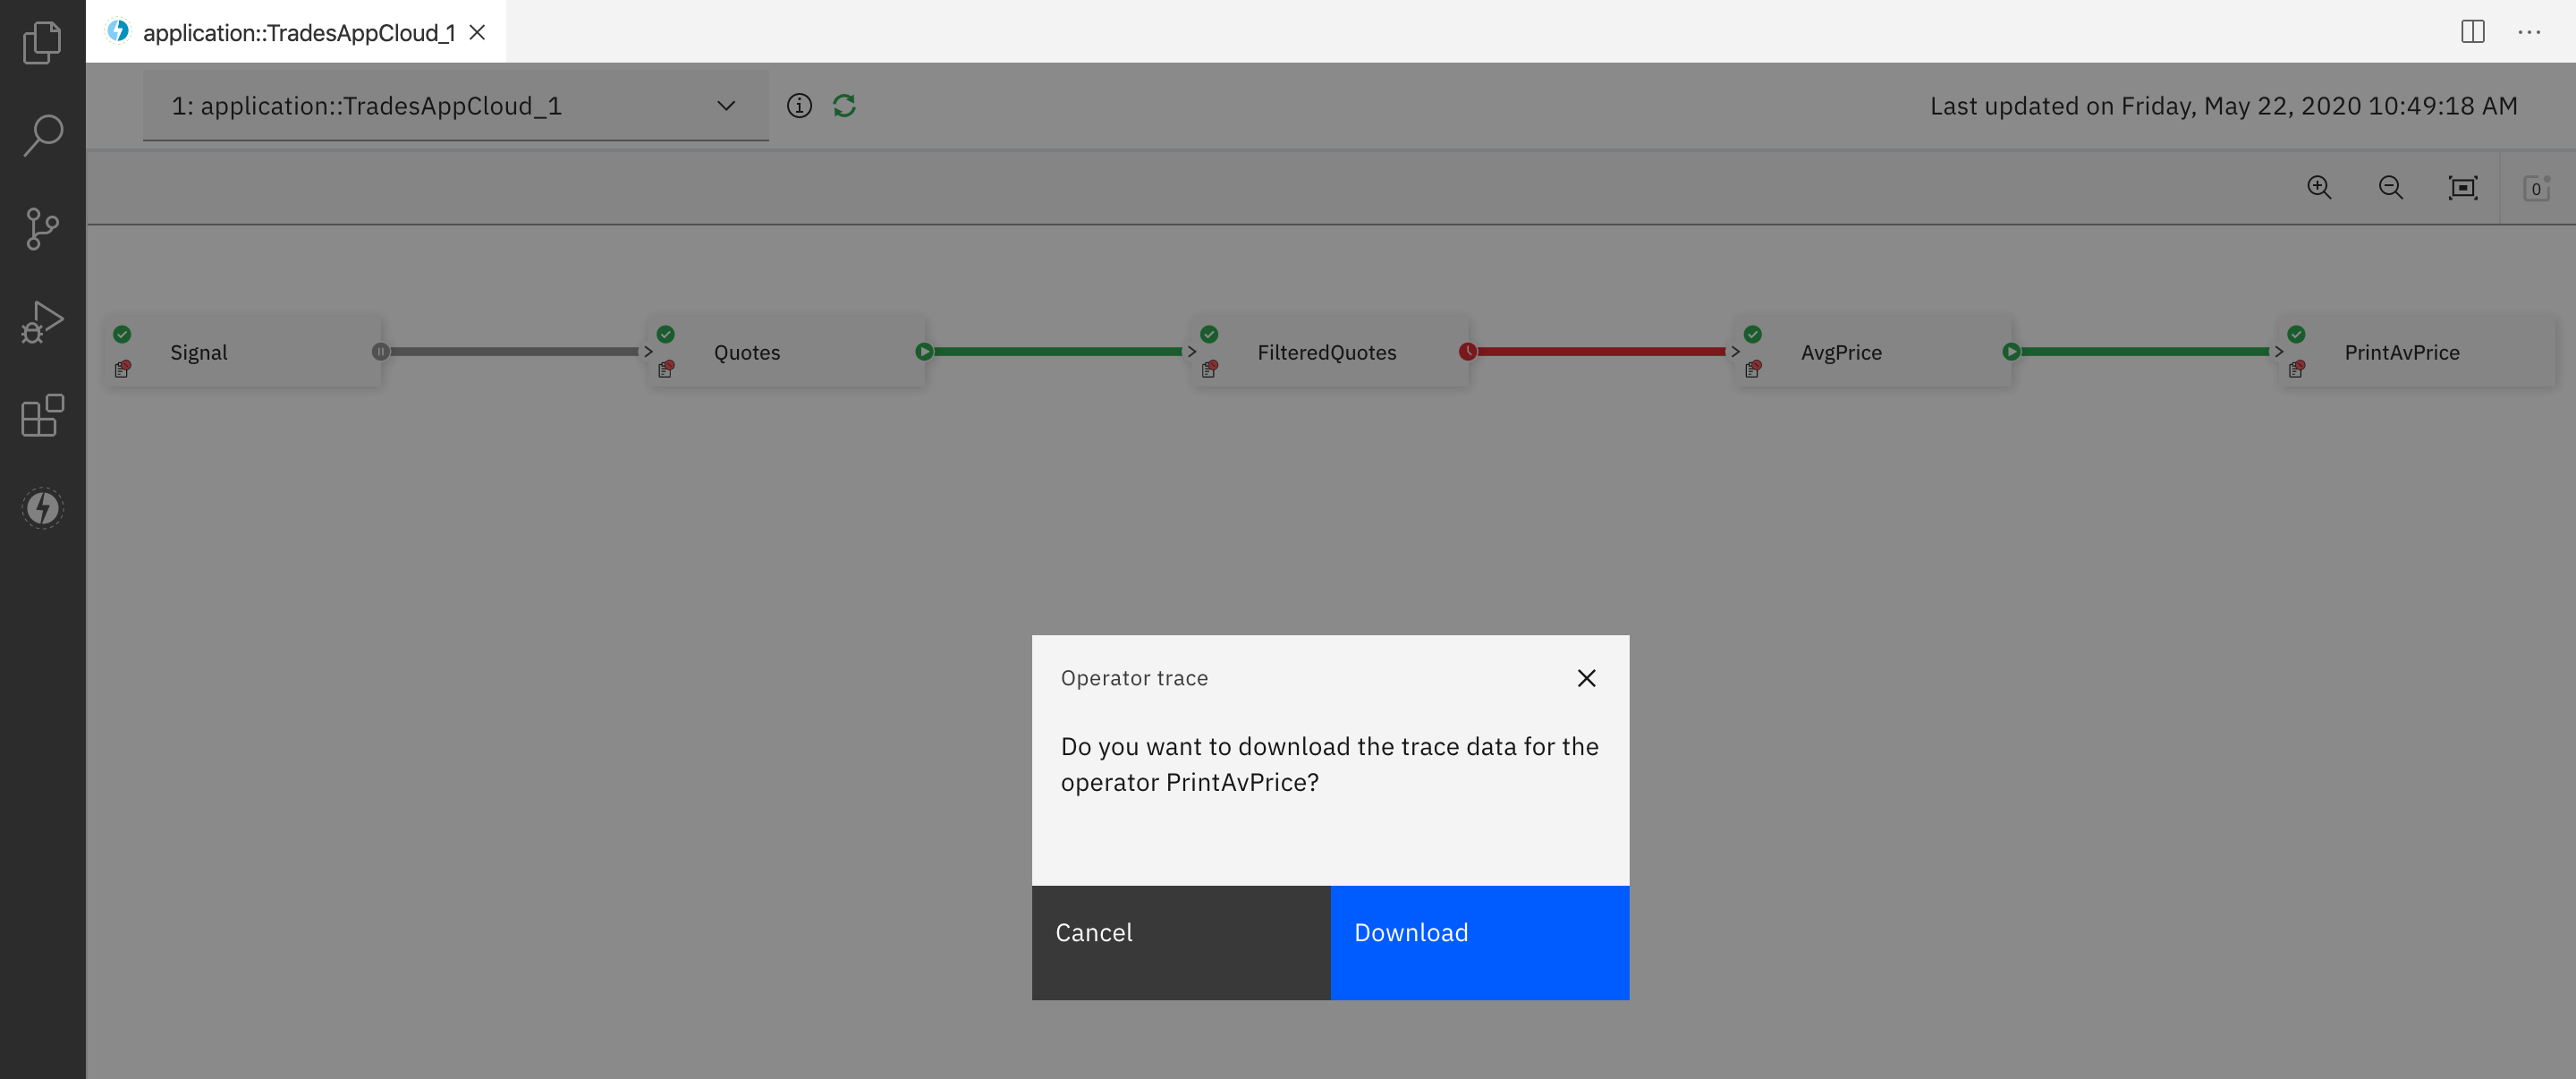 application::TradesAppCloud_1
1: application::TradesAppCloud_1
Last updated on Friday, May 22, 2020 10:49:18 AM
0
Signal
Quotes
FilteredQuotes
AvgPrice
PrintAvPrice
Operator trace
Do you want to download the trace data for the
operator PrintAvPrice?
Cancel
Download